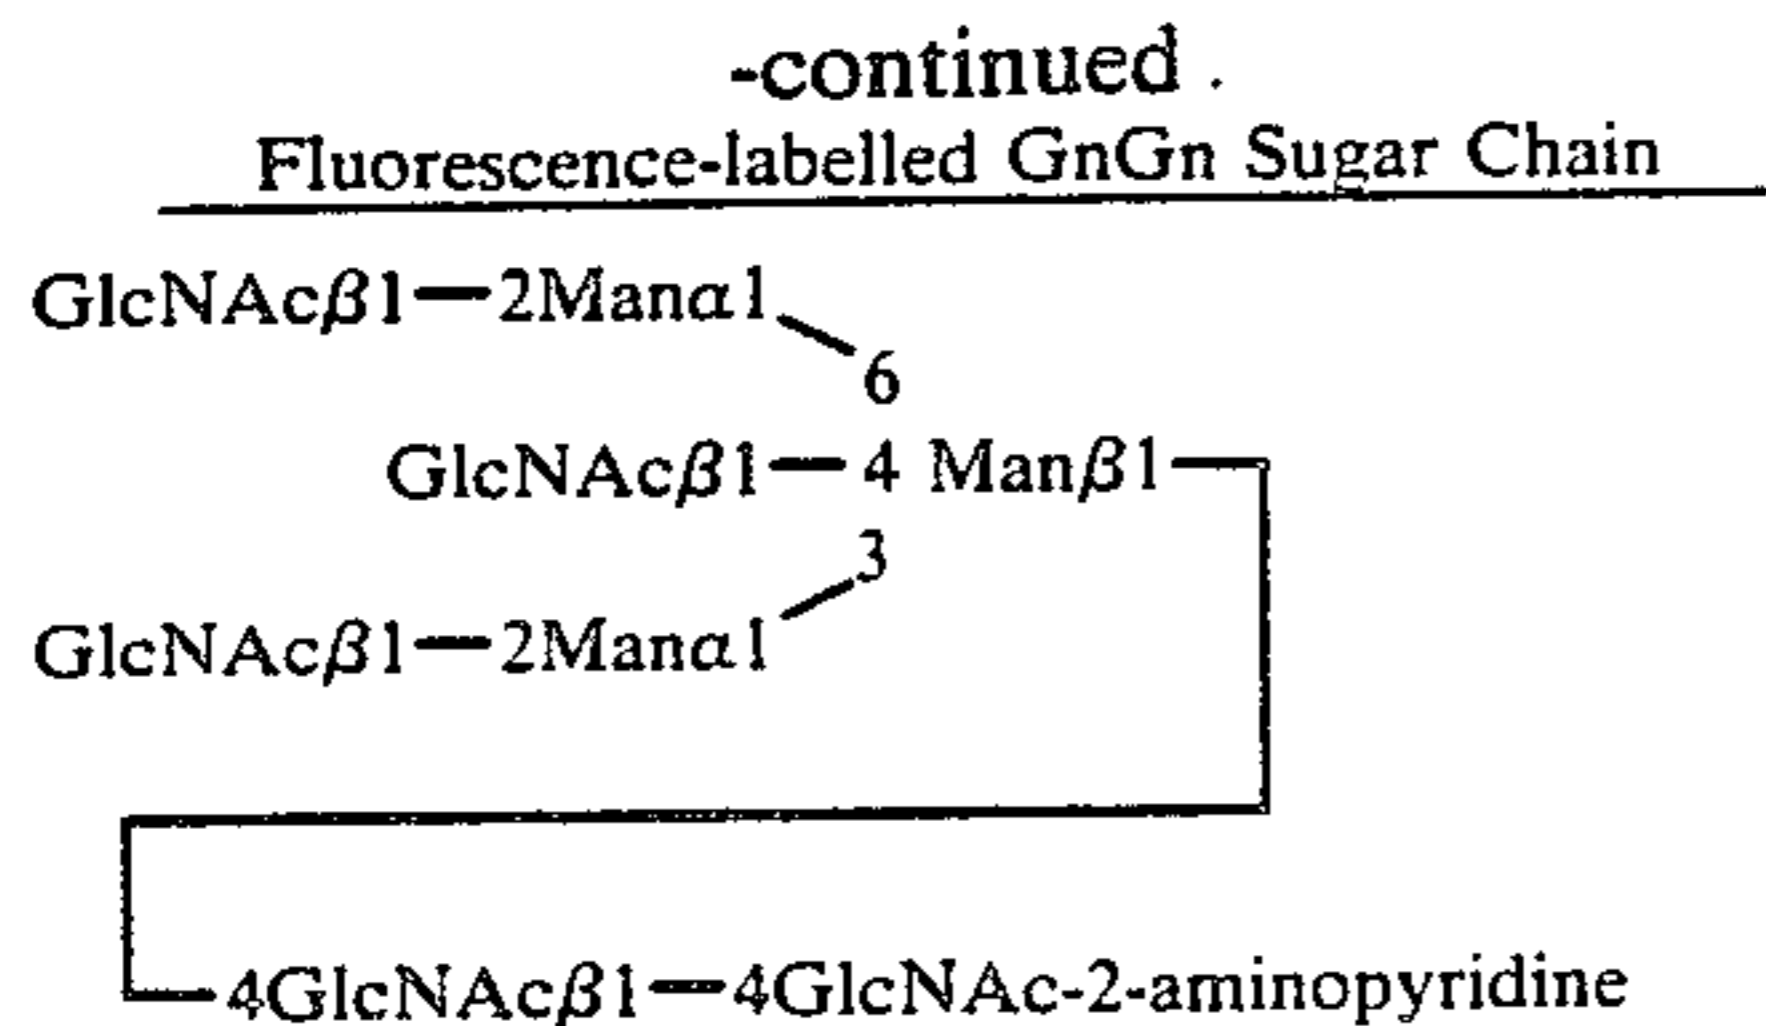 -continued
Fluorescence-labelled GnGn Sugar Chain
GlcNAcβ1—2Manα1
6
GlcNAcβ1—4 Manβ1
3
GlcNAcβ1—2Manα1
4GlcNAcβ1—4GlcNAc-2-aminopyridine